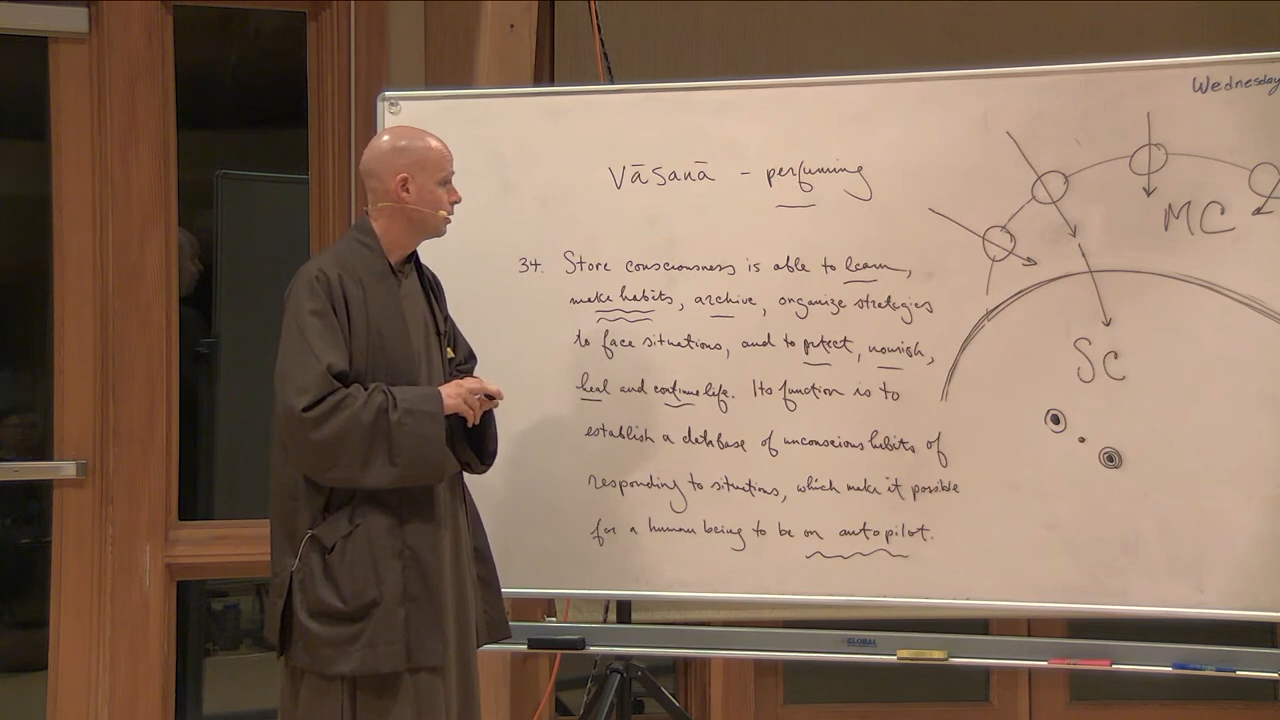 Wednesday
Vāsanā - perfuming
34. Store consciousness is able to learn,
make habits, archive, organize strategies
to face situations, and to protect, nourish,
heal and continue life. Its function is to
establish a database of unconscious habits of
responding to situations, which make it possible
for a human being to be on autopilot.
MC
SC
GLOBAL